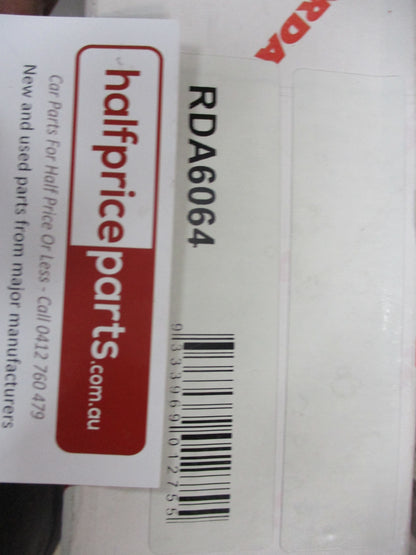 RDA
RDA6064
9 333969 012755
halfpriceparts.com.au
Car Parts For Half Price Or Less - Call 0412 760 479
New and used parts from major manufacturers